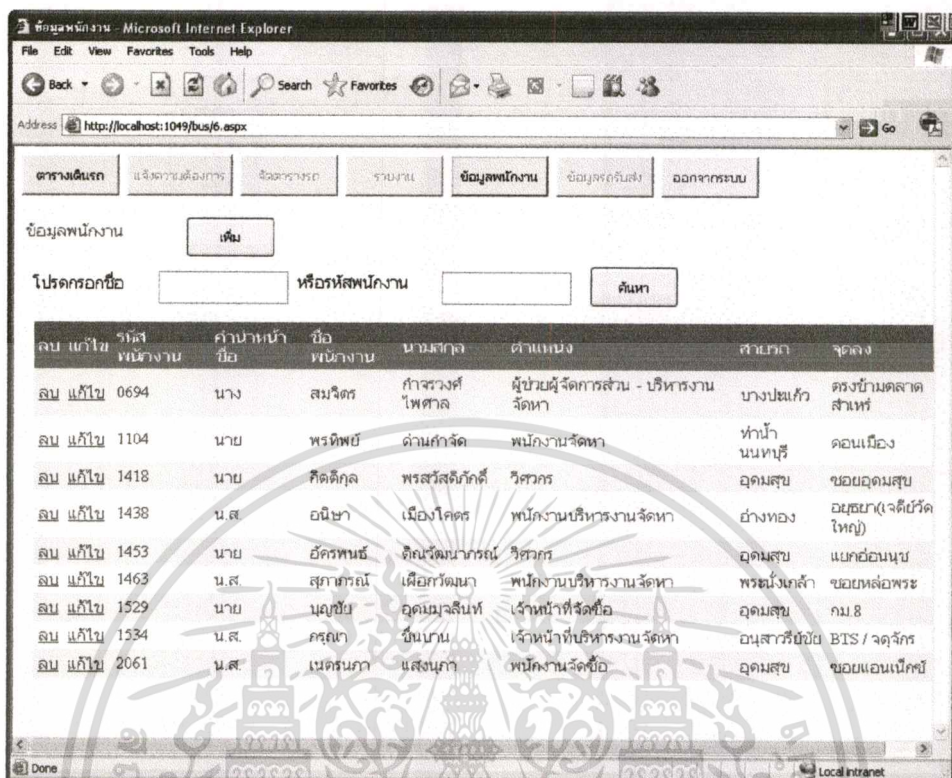 ข้อมูลพนักงาน - Microsoft Internet Explorer
File Edit View Favorites Tools Help
Back Search Favorites
Address http://localhost:1049/bus/6.aspx Go
ตารางเดินรถ แจ้งความต้องการ จัดตารางรถ รายงาน ข้อมูลพนักงาน ข้อมูลรถรับส่ง ออกจากระบบ
ข้อมูลพนักงาน เพิ่ม
โปรดกรอกชื่อ หรือรหัสพนักงาน ค้นหา
ลบ แก้ไข รหัสพนักงาน คำนำหน้าชื่อ ชื่อพนักงาน นามสกุล ตำแหน่ง สายรถ จุดลง
ลบ แก้ไข 0694 นาง สมจิตร กำจรวงศ์ไพศาล ผู้ช่วยผู้จัดการส่วน - บริหารงานจัดหา บางปะแก้ว ตรงข้ามตลาดสำเหร่
ลบ แก้ไข 1104 นาย พรทิพย์ ด่านกำจัด พนักงานจัดหา ท่าน้ำนนทบุรี ดอนเมือง
ลบ แก้ไข 1418 นาย กิตติกุล พรสวัสดิภักดิ์ วิศวกร อุดมสุข ซอยอุดมสุข
ลบ แก้ไข 1438 น.ส. อนิษา เมืองโคตร พนักงานบริหารงานจัดหา อ่างทอง อยุธยา(เจดีย์วัดใหญ่)
ลบ แก้ไข 1453 นาย อัครพนธ์ ติณวัฒนาภรณ์ วิศวกร อุดมสุข แยกอ่อนนุช
ลบ แก้ไข 1463 น.ส. สุภาภรณ์ เผือกวัฒนา พนักงานบริหารงานจัดหา พระนั่งเกล้า ซอยหล่อพระ
ลบ แก้ไข 1529 นาย บุญชัย อุดมมุจลินท์ เจ้าหน้าที่จัดซื้อ อุดมสุข กม.8
ลบ แก้ไข 1534 น.ส. กรุณา ปั้นบาน เจ้าหน้าที่บริหารงานจัดหา อนุสาวรีย์ชัย BTS / จตุจักร
ลบ แก้ไข 2061 น.ส. เนตรนภา แสงนุภา พนักงานจัดซื้อ อุดมสุข ซอยแอนเน็กซ์
Done Local intranet